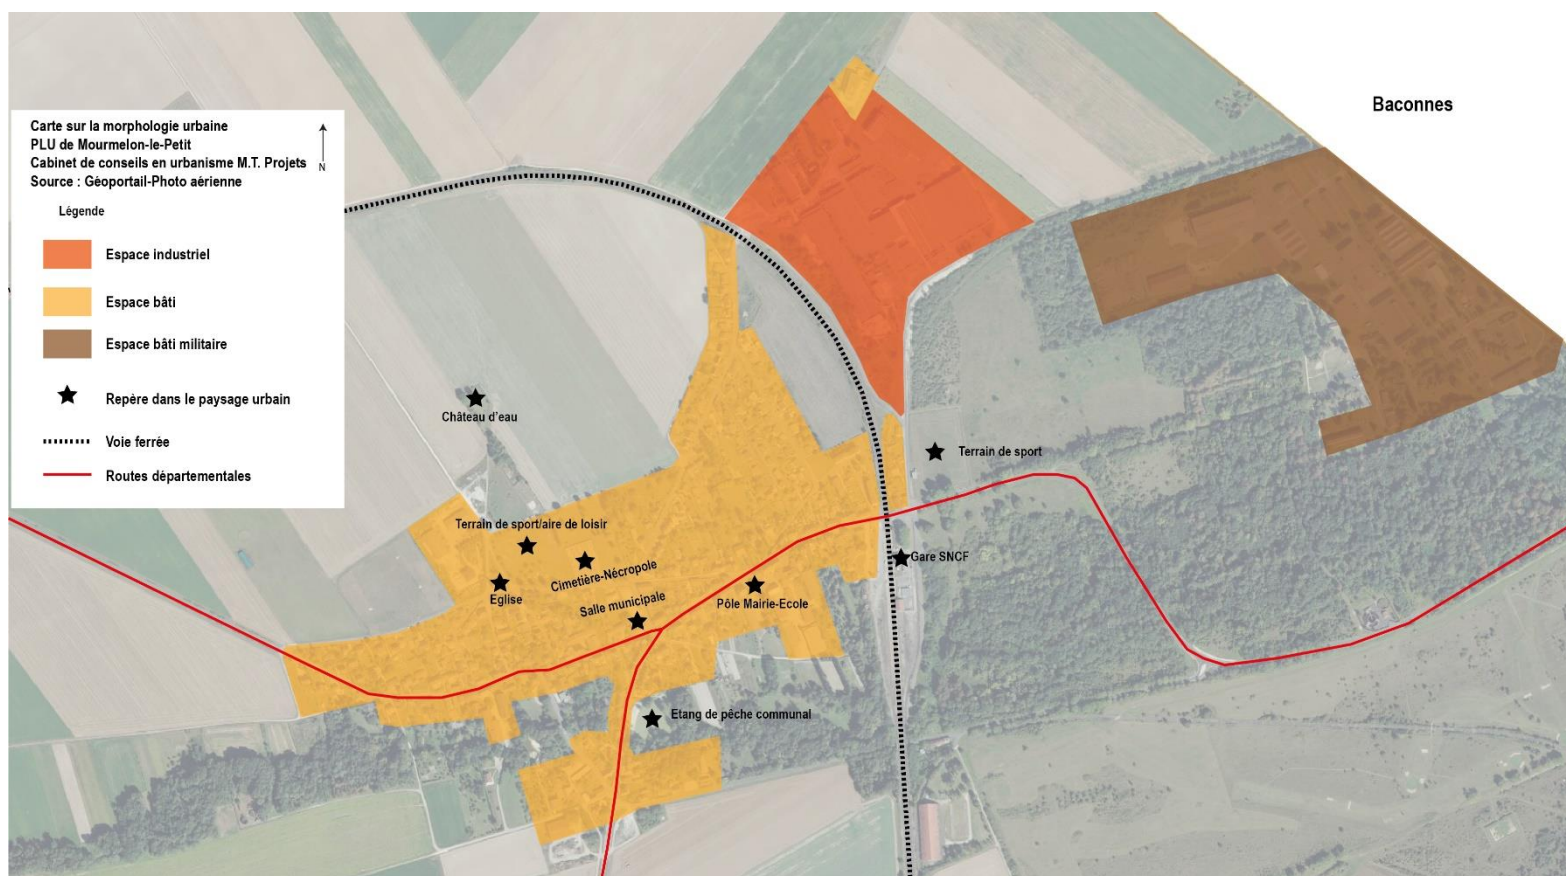 Baconnes
Carte sur la morphologie urbaine
PLU de Mourmelon-le-Petit
Cabinet de conseils en urbanisme M.T. Projets
Source : Géoportail-Photo aérienne
N
Légende
Espace industriel
Espace bâti
Espace bâti militaire
Repère dans le paysage urbain
Voie ferrée
Routes départementales
Château d'eau
Terrain de sport
Terrain de sport/aire de loisir
Cimetière-Nécropole
Gare SNCF
Eglise
Salle municipale
Pôle Mairie-Ecole
Etang de pêche communal